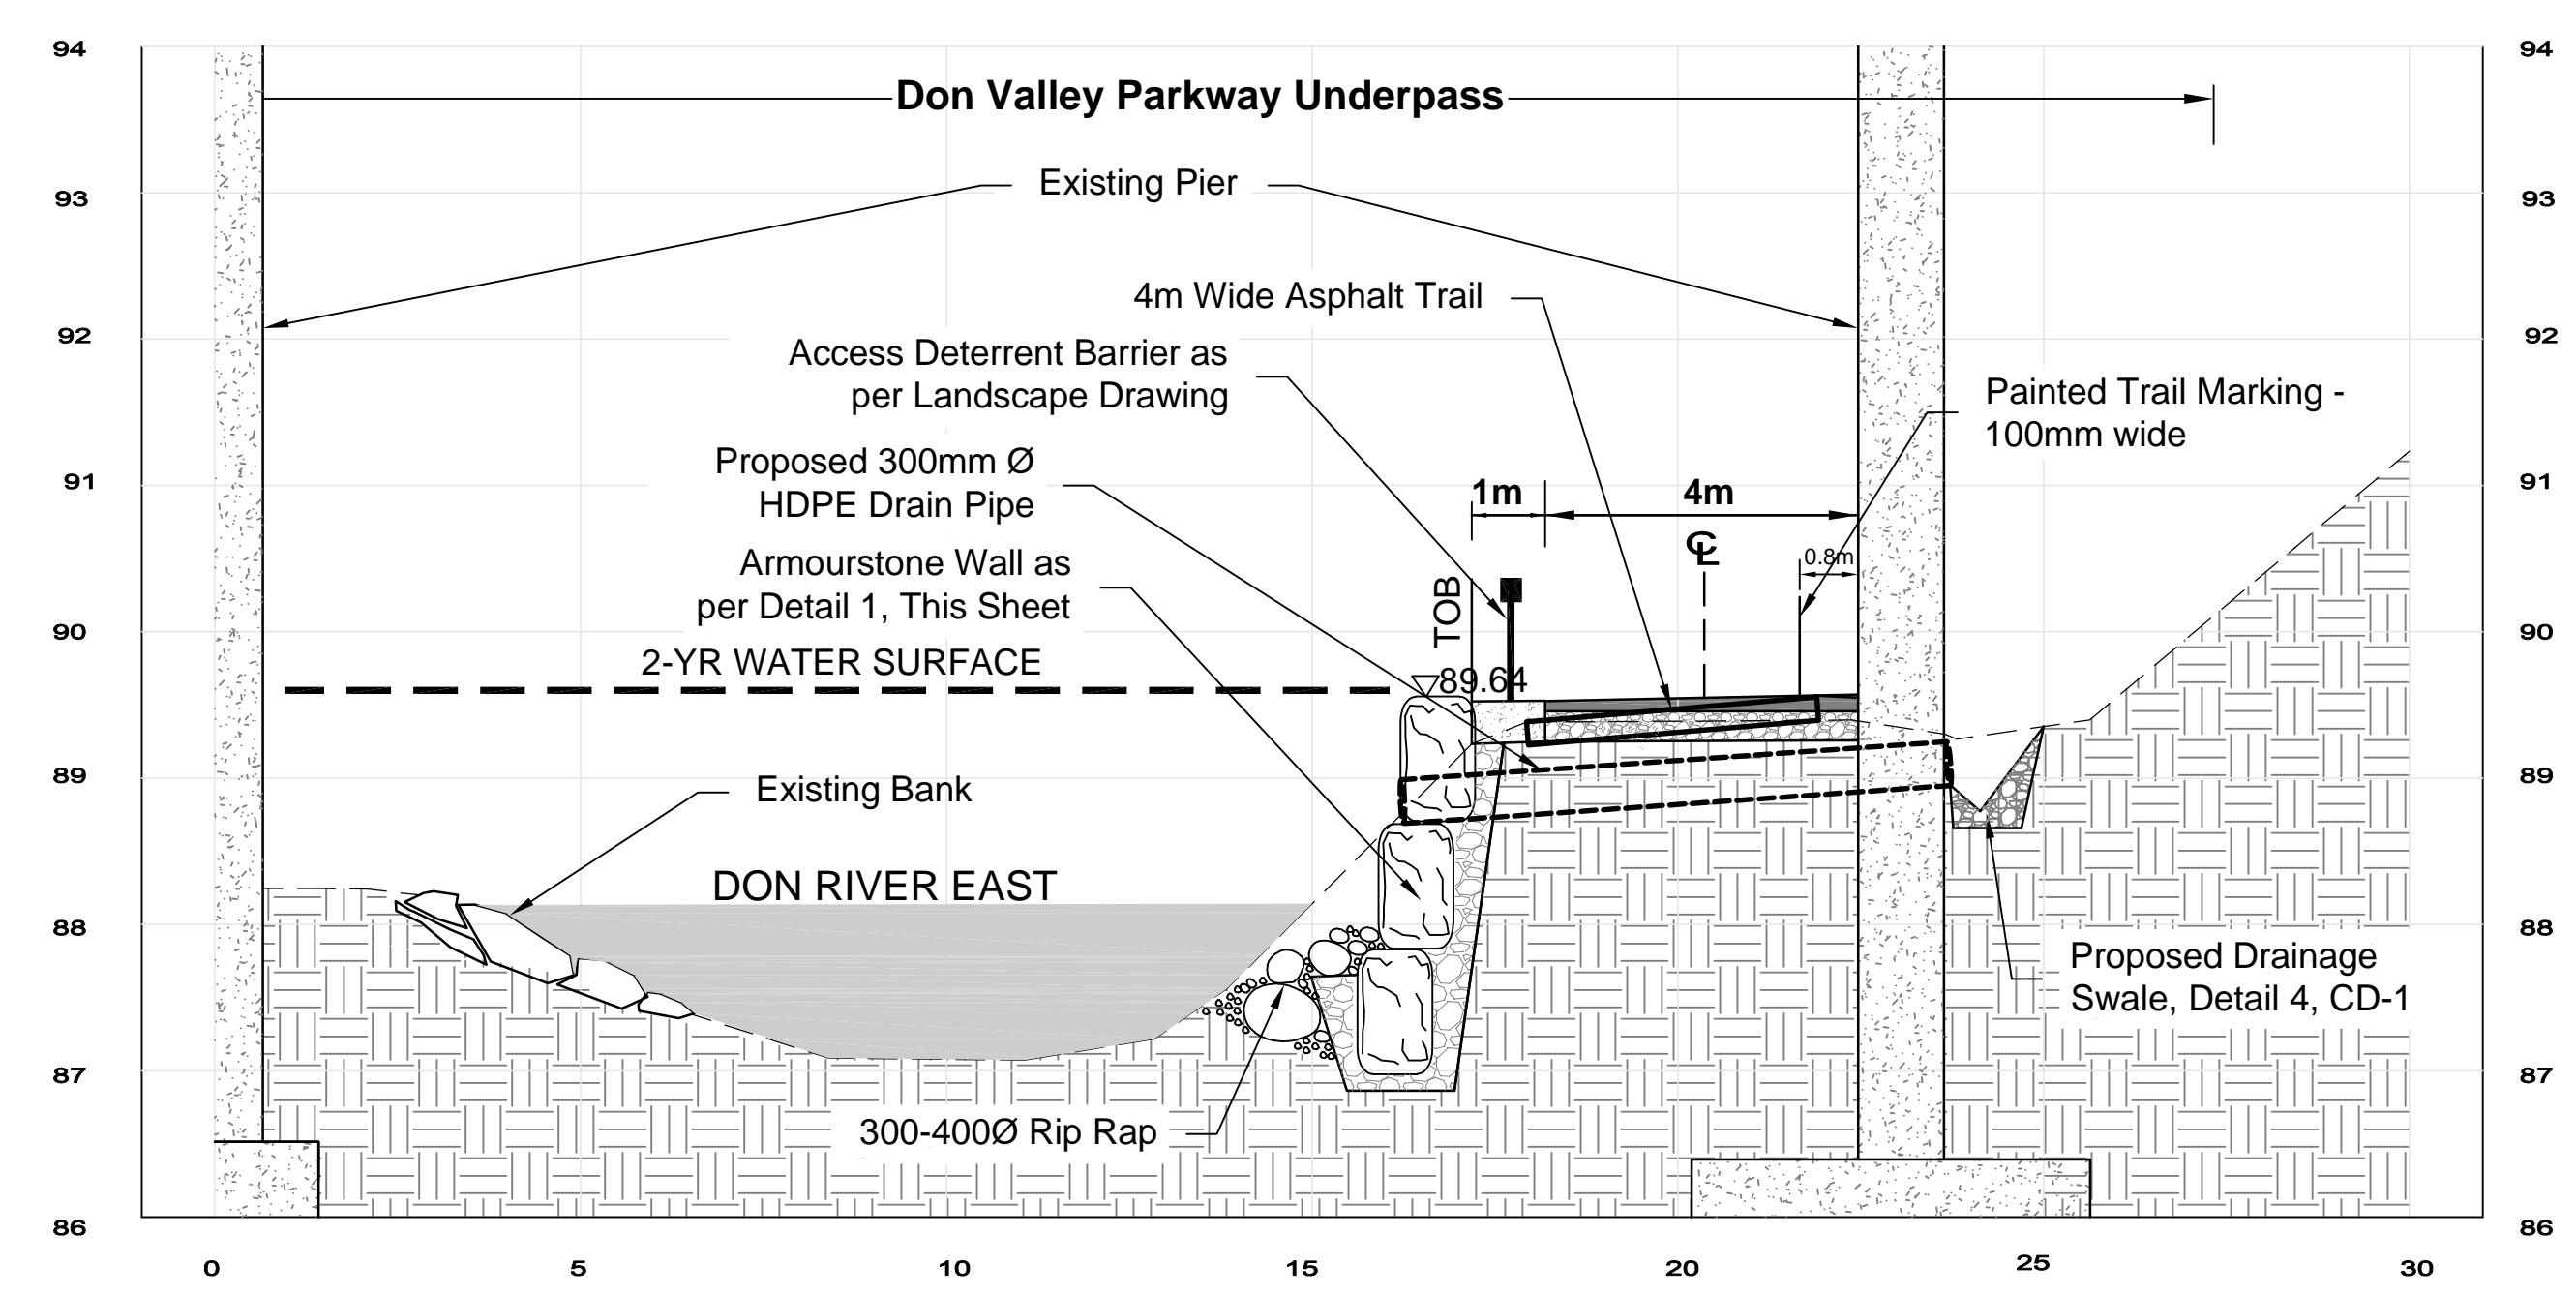 94
94
Don Valley Parkway Underpass
93
Existing Pier
93
4m Wide Asphalt Trail
92
92
Access Deterrent Barrier as
per Landscape Drawing
Painted Trail Marking -
100mm wide
Proposed 300mm Ø
HDPE Drain Pipe
91
91
1m
4m
℄
0.8m
Armourstone Wall as
per Detail 1, This Sheet
TOB
90
90
2-YR WATER SURFACE
89.64
89
89
Existing Bank
DON RIVER EAST
88
88
Proposed Drainage
Swale, Detail 4, CD-1
87
87
300-400Ø Rip Rap
86
86
0
5
10
15
20
25
30